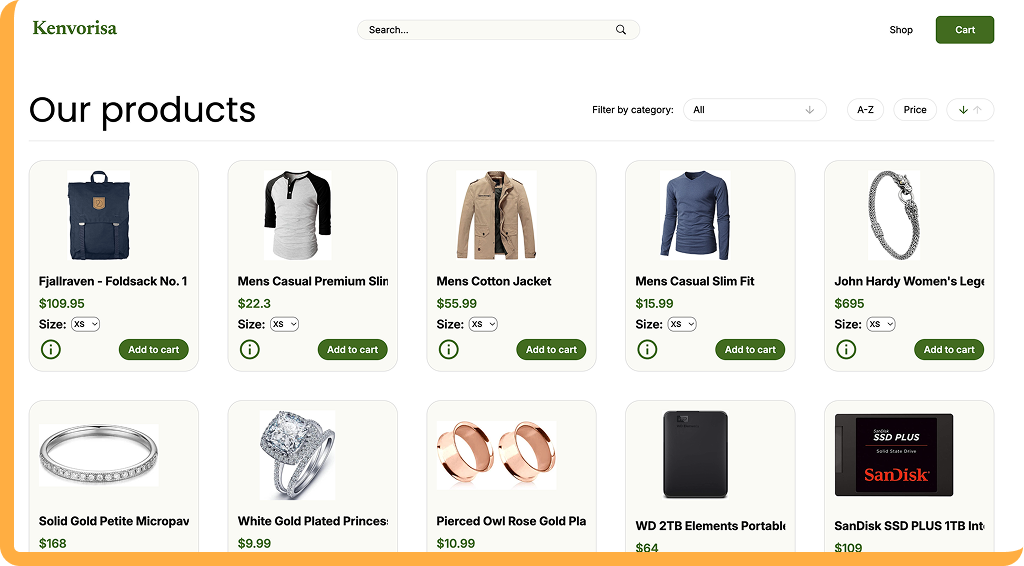 Kenvorisa
Search...
Shop
Cart
Our products
Filter by category:
All
A-Z
Price
Fjallraven - Foldsack No. 1
$109.95
Size: XS
Add to cart
Mens Casual Premium Slim
$22.3
Size: XS
Add to cart
Mens Cotton Jacket
$55.99
Size: XS
Add to cart
Mens Casual Slim Fit
$15.99
Size: XS
Add to cart
John Hardy Women's Lege
$695
Size: XS
Add to cart
Solid Gold Petite Micropav
$168
White Gold Plated Princess
$9.99
Pierced Owl Rose Gold Pla
$10.99
WD 2TB Elements Portable
$64
SanDisk
SSD PLUS
Solid State Drive
SanDisk
SanDisk SSD PLUS 1TB Int
$109